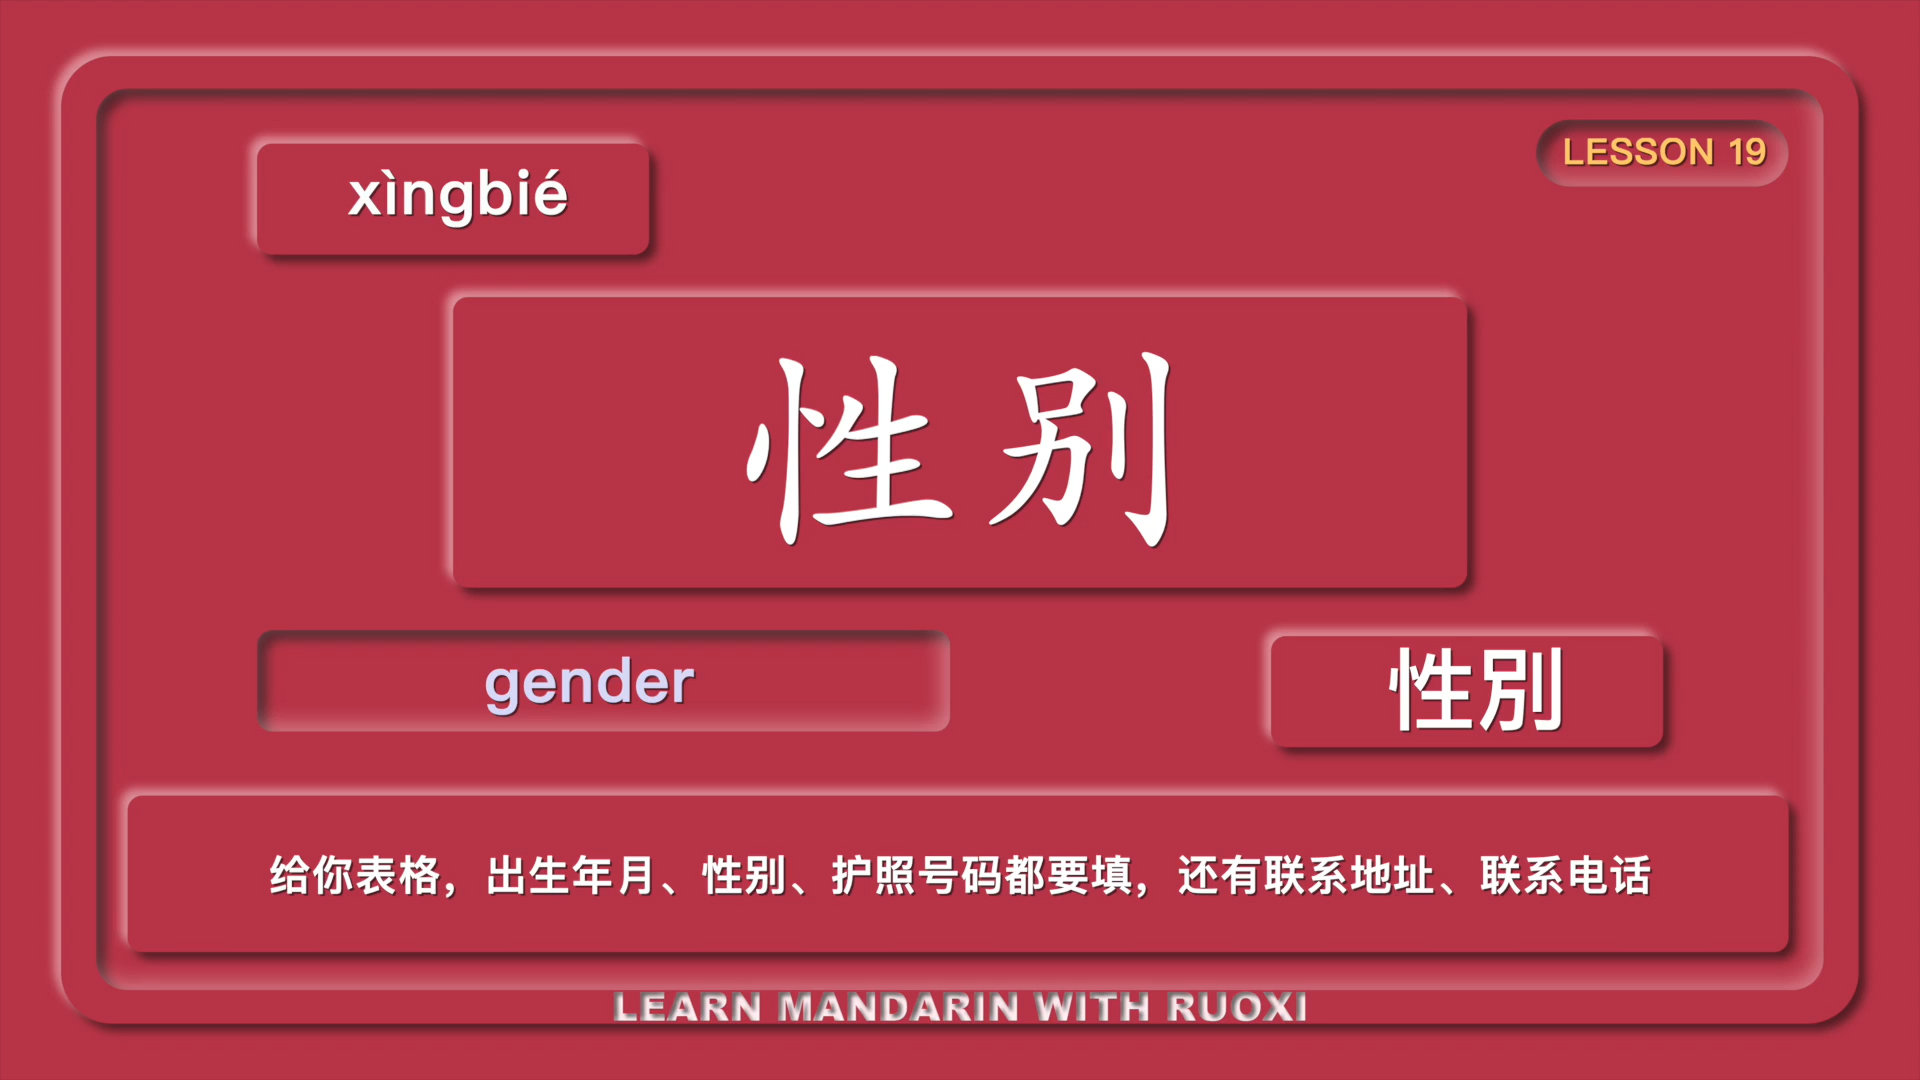 LESSON 19
xìngbié
性别
gender
性別
给你表格，出生年月、性别、护照号码都要填，还有联系地址、联系电话
LEARN MANDARIN WITH RUOXI